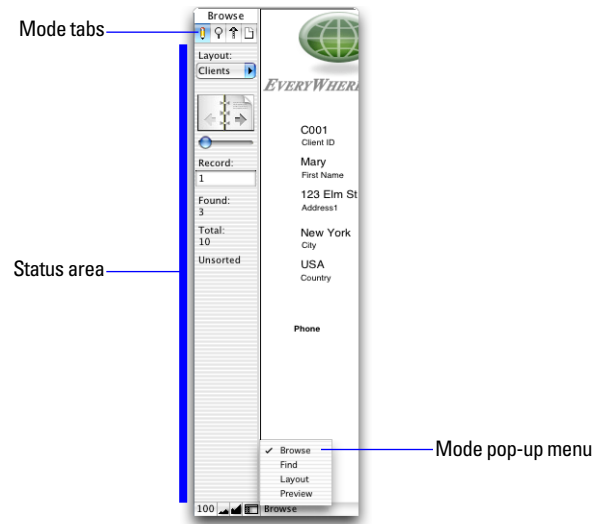 Browse
Mode tabs
Layout:
Clients
EVERYWHER
C001
Client ID
Record:
1
Mary
First Name
Found:
3
123 Elm St
Address1
Total:
10
New York
City
Unsorted
USA
Country
Status area
Phone
✓ Browse
Mode pop-up menu
Find
Layout
Preview
100
Browse